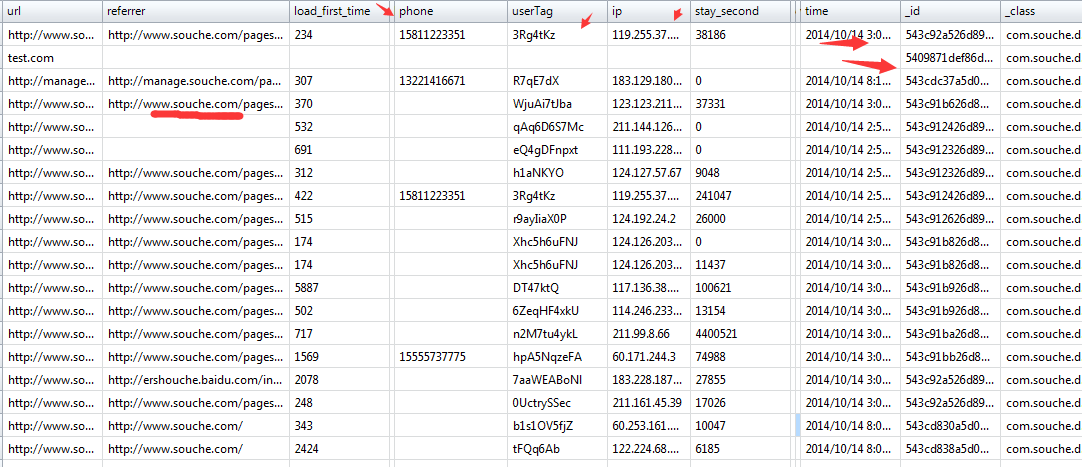 url referrer load_first_time phone userTag ip stay_second time _id _class
http://www.so... http://www.souche.com/pages... 234 15811223351 3Rg4tKz 119.255.37.... 38186 2014/10/14 3:0... 543c92a526d89... com.souche.d
test.com 5409871def86d... com.souche.d
http://manage... http://manage.souche.com/pa... 307 13221416671 R7qE7dX 183.129.180... 0 2014/10/14 8:1... 543cdc37a5d0... com.souche.d
http://www.so... http://www.souche.com/pages... 370 WjuAi7tJba 123.123.211... 37331 2014/10/14 3:0... 543c91b626d8... com.souche.d
http://www.so... 532 qAq6D6S7Mc 211.144.126... 0 2014/10/14 2:5... 543c912426d89... com.souche.d
http://www.so... 691 eQ4gDFnpxt 111.193.228... 0 2014/10/14 2:5... 543c912326d89... com.souche.d
http://www.so... http://www.souche.com/pages... 312 h1aNKYO 124.127.57.67 9048 2014/10/14 2:5... 543c912326d89... com.souche.d
http://www.so... http://www.souche.com/pages... 422 15811223351 3Rg4tKz 119.255.37.... 241047 2014/10/14 2:5... 543c912426d89... com.souche.d
http://www.so... http://www.souche.com/pages... 515 r9ayIiaX0P 124.192.24.2 26000 2014/10/14 2:5... 543c912626d89... com.souche.d
http://www.so... http://www.souche.com/pages... 174 Xhc5h6uFNJ 124.126.203... 0 2014/10/14 3:0... 543c91b826d8... com.souche.d
http://www.so... http://www.souche.com/pages... 174 Xhc5h6uFNJ 124.126.203... 11437 2014/10/14 3:0... 543c91b826d8... com.souche.d
http://www.so... http://www.souche.com/pages... 5887 DT47ktQ 117.136.38.... 100621 2014/10/14 3:0... 543c91b926d8... com.souche.d
http://www.so... http://www.souche.com/pages... 502 6ZeqHF4xkU 114.246.233... 13154 2014/10/14 3:0... 543c91b926d8... com.souche.d
http://www.so... http://www.souche.com/pages... 717 n2M7tu4ykL 211.99.8.66 4400521 2014/10/14 3:0... 543c91ba26d8... com.souche.d
http://www.so... http://www.souche.com/pages... 1569 15555737775 hpA5NqzeFA 60.171.244.3 74988 2014/10/14 3:0... 543c91bb26d8... com.souche.d
http://www.so... http://ershouche.baidu.com/in... 2078 7aaWEABoNI 183.228.187... 27855 2014/10/14 3:0... 543c92a526d89... com.souche.d
http://www.so... http://www.souche.com/pages... 248 0UctrySSec 211.161.45.39 17026 2014/10/14 3:0... 543c92a526d89... com.souche.d
http://www.so... http://www.souche.com/ 343 b1s1OV5fjZ 60.253.161.... 10047 2014/10/14 8:0... 543cd830a5d0... com.souche.d
http://www.so... http://www.souche.com/ 2424 tFQq6Ab 122.224.68.... 6185 2014/10/14 8:0... 543cd838a5d0... com.souche.d